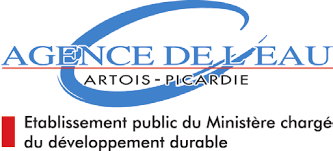 AGENCE DE L'EAU
ARTOIS - PICARDIE
Etablissement public du Ministère chargé
du développement durable